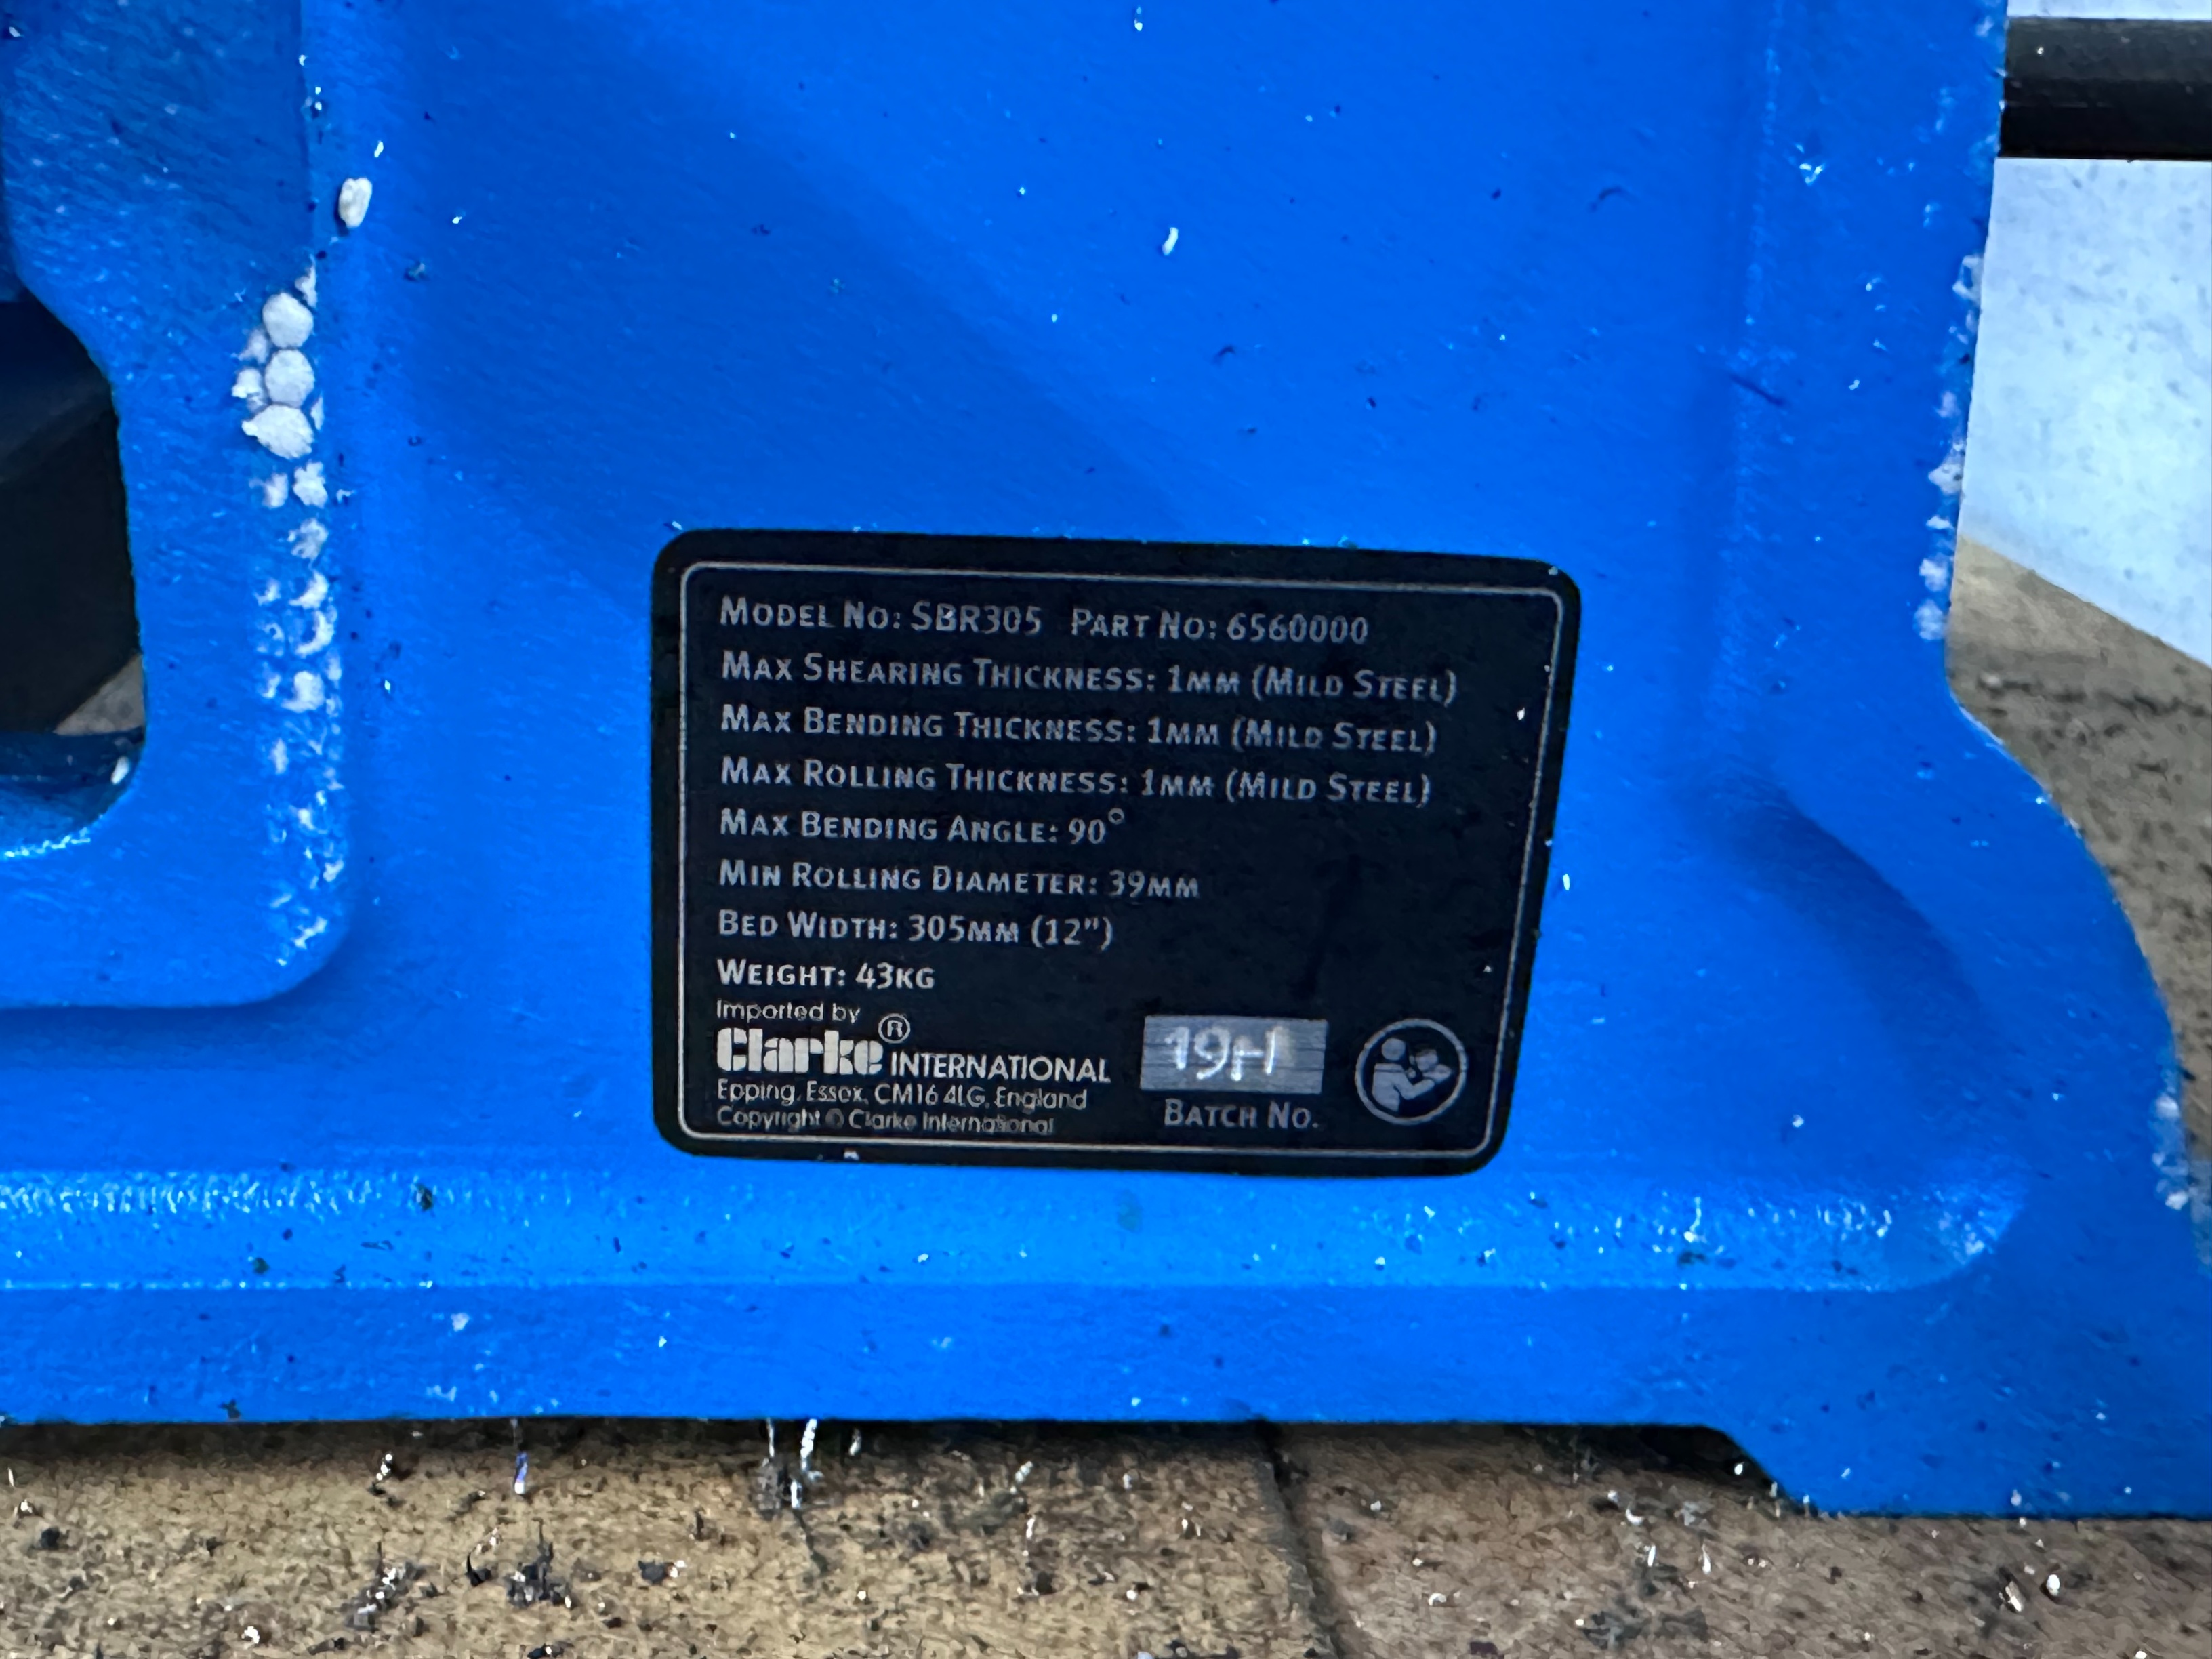 MODEL NO: SBR305 PART NO: 6560000
MAX SHEARING THICKNESS: 1MM (MILD STEEL)
MAX BENDING THICKNESS: 1MM (MILD STEEL)
MAX ROLLING THICKNESS: 1MM (MILD STEEL)
MAX BENDING ANGLE: 90°
MIN ROLLING DIAMETER: 39MM
BED WIDTH: 305MM (12")
WEIGHT: 43KG
Imported by
Clarke® INTERNATIONAL
Epping, Essex, CM16 4LG, England
Copyright © Clarke International
19H
BATCH NO.